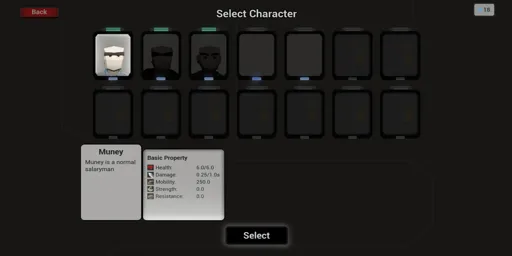 Back
Select Character
10
Muney
Muney is a normal
salaryman
Basic Property
Health: 6.0/6.0
Damage: 0.25/1.0s
Mobility: 250.0
Strength: 0.0
Resistance: 0.0
Select